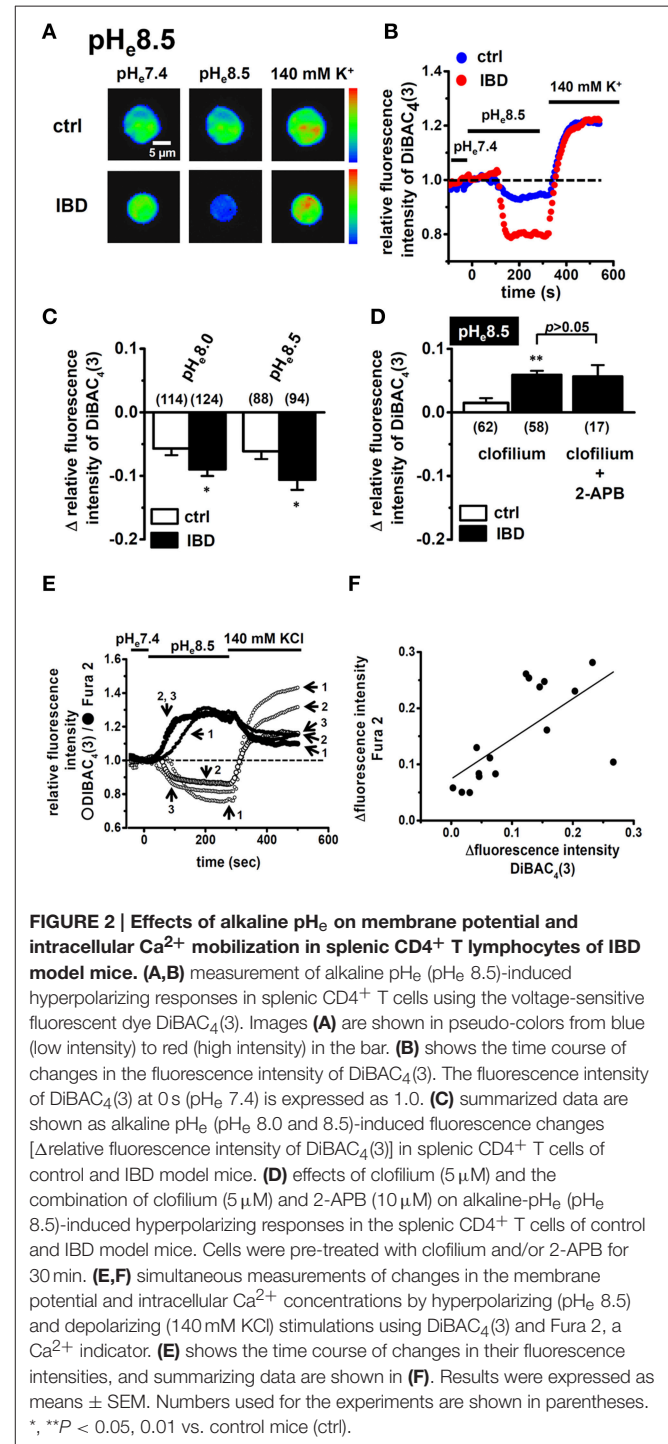 A
pHe8.5
pHe7.4 pHe8.5 140 mM K+
ctrl
5 μm
IBD
B
ctrl
IBD
140 mM K+
pHe8.5
pHe7.4
relative fluorescence
intensity of DiBAC4(3)
1.4
1.2
1.0
0.8
0 200 400 600
time (s)
C
pHe8.0
pHe8.5
(114) (124) (88) (94)
Δ relative fluorescence
intensity of DiBAC4(3)
0.1
0.0
-0.1
-0.2
* *
ctrl
IBD
D
pHe8.5
p>0.05
**
Δ relative fluorescence
intensity of DiBAC4(3)
0.1
0.0
-0.1
-0.2
(62) (58) (17)
clofilium
clofilium
+
2-APB
ctrl
IBD
E
pHe7.4
pHe8.5
140 mM KCl
relative fluorescence
intensity
○DiBAC4(3) / ● Fura 2
1.6
1.4
1.2
1.0
0.8
0.6
2, 3
1
2
3
1
1
2
3
2
1
0 200 400 600
time (sec)
F
Δfluorescence intensity
Fura 2
0.3
0.2
0.1
0.0
0.0 0.1 0.2 0.3
Δfluorescence intensity
DiBAC4(3)
FIGURE 2 | Effects of alkaline pHe on membrane potential and
intracellular Ca2+ mobilization in splenic CD4+ T lymphocytes of IBD
model mice. (A,B) measurement of alkaline pHe (pHe 8.5)-induced
hyperpolarizing responses in splenic CD4+ T cells using the voltage-sensitive
fluorescent dye DiBAC4(3). Images (A) are shown in pseudo-colors from blue
(low intensity) to red (high intensity) in the bar. (B) shows the time course of
changes in the fluorescence intensity of DiBAC4(3). The fluorescence intensity
of DiBAC4(3) at 0 s (pHe 7.4) is expressed as 1.0. (C) summarized data are
shown as alkaline pHe (pHe 8.0 and 8.5)-induced fluorescence changes
[Δrelative fluorescence intensity of DiBAC4(3)] in splenic CD4+ T cells of
control and IBD model mice. (D) effects of clofilium (5 μM) and the
combination of clofilium (5 μM) and 2-APB (10 μM) on alkaline-pHe (pHe
8.5)-induced hyperpolarizing responses in the splenic CD4+ T cells of control
and IBD model mice. Cells were pre-treated with clofilium and/or 2-APB for
30 min. (E,F) simultaneous measurements of changes in the membrane
potential and intracellular Ca2+ concentrations by hyperpolarizing (pHe 8.5)
and depolarizing (140 mM KCl) stimulations using DiBAC4(3) and Fura 2, a
Ca2+ indicator. (E) shows the time course of changes in their fluorescence
intensities, and summarizing data are shown in (F). Results were expressed as
means ± SEM. Numbers used for the experiments are shown in parentheses.
*, **P < 0.05, 0.01 vs. control mice (ctrl).